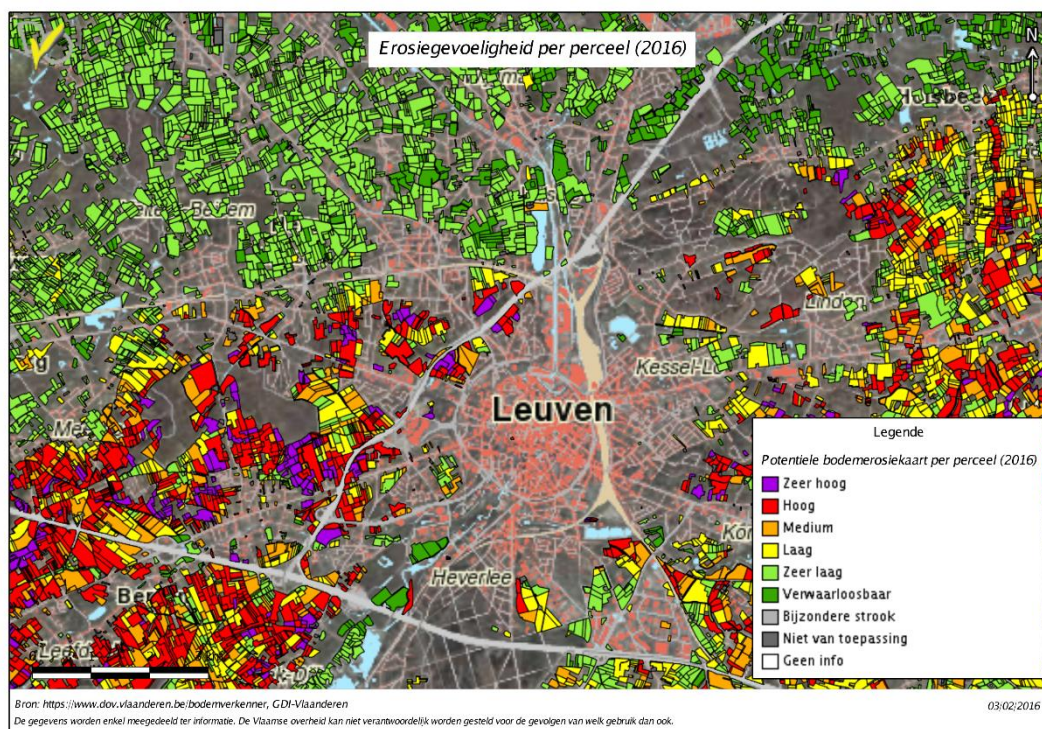 Erosiegevoeligheid per perceel (2016)
N
Leuven
Linden
Heverlee
Legende
Potentiele bodemerosiekaart per perceel (2016)
Zeer hoog
Hoog
Medium
Laag
Zeer laag
Verwaarloosbaar
Bijzondere strook
Niet van toepassing
Geen info
Bron: https://www.dov.vlaanderen.be/bodemverkenner, GDI-Vlaanderen
03/02/2016
De gegevens worden enkel meegedeeld ter informatie. De Vlaamse overheid kan niet verantwoordelijk worden gesteld voor de gevolgen van welk gebruik dan ook.